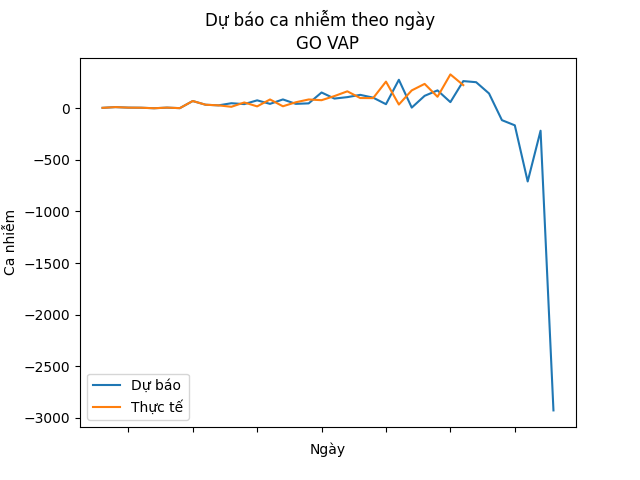 Dự báo ca nhiễm theo ngày
GO VAP
0
−500
−1000
−1500
−2000
−2500
−3000
Ca nhiễm
Dự báo
Thực tế
Ngày